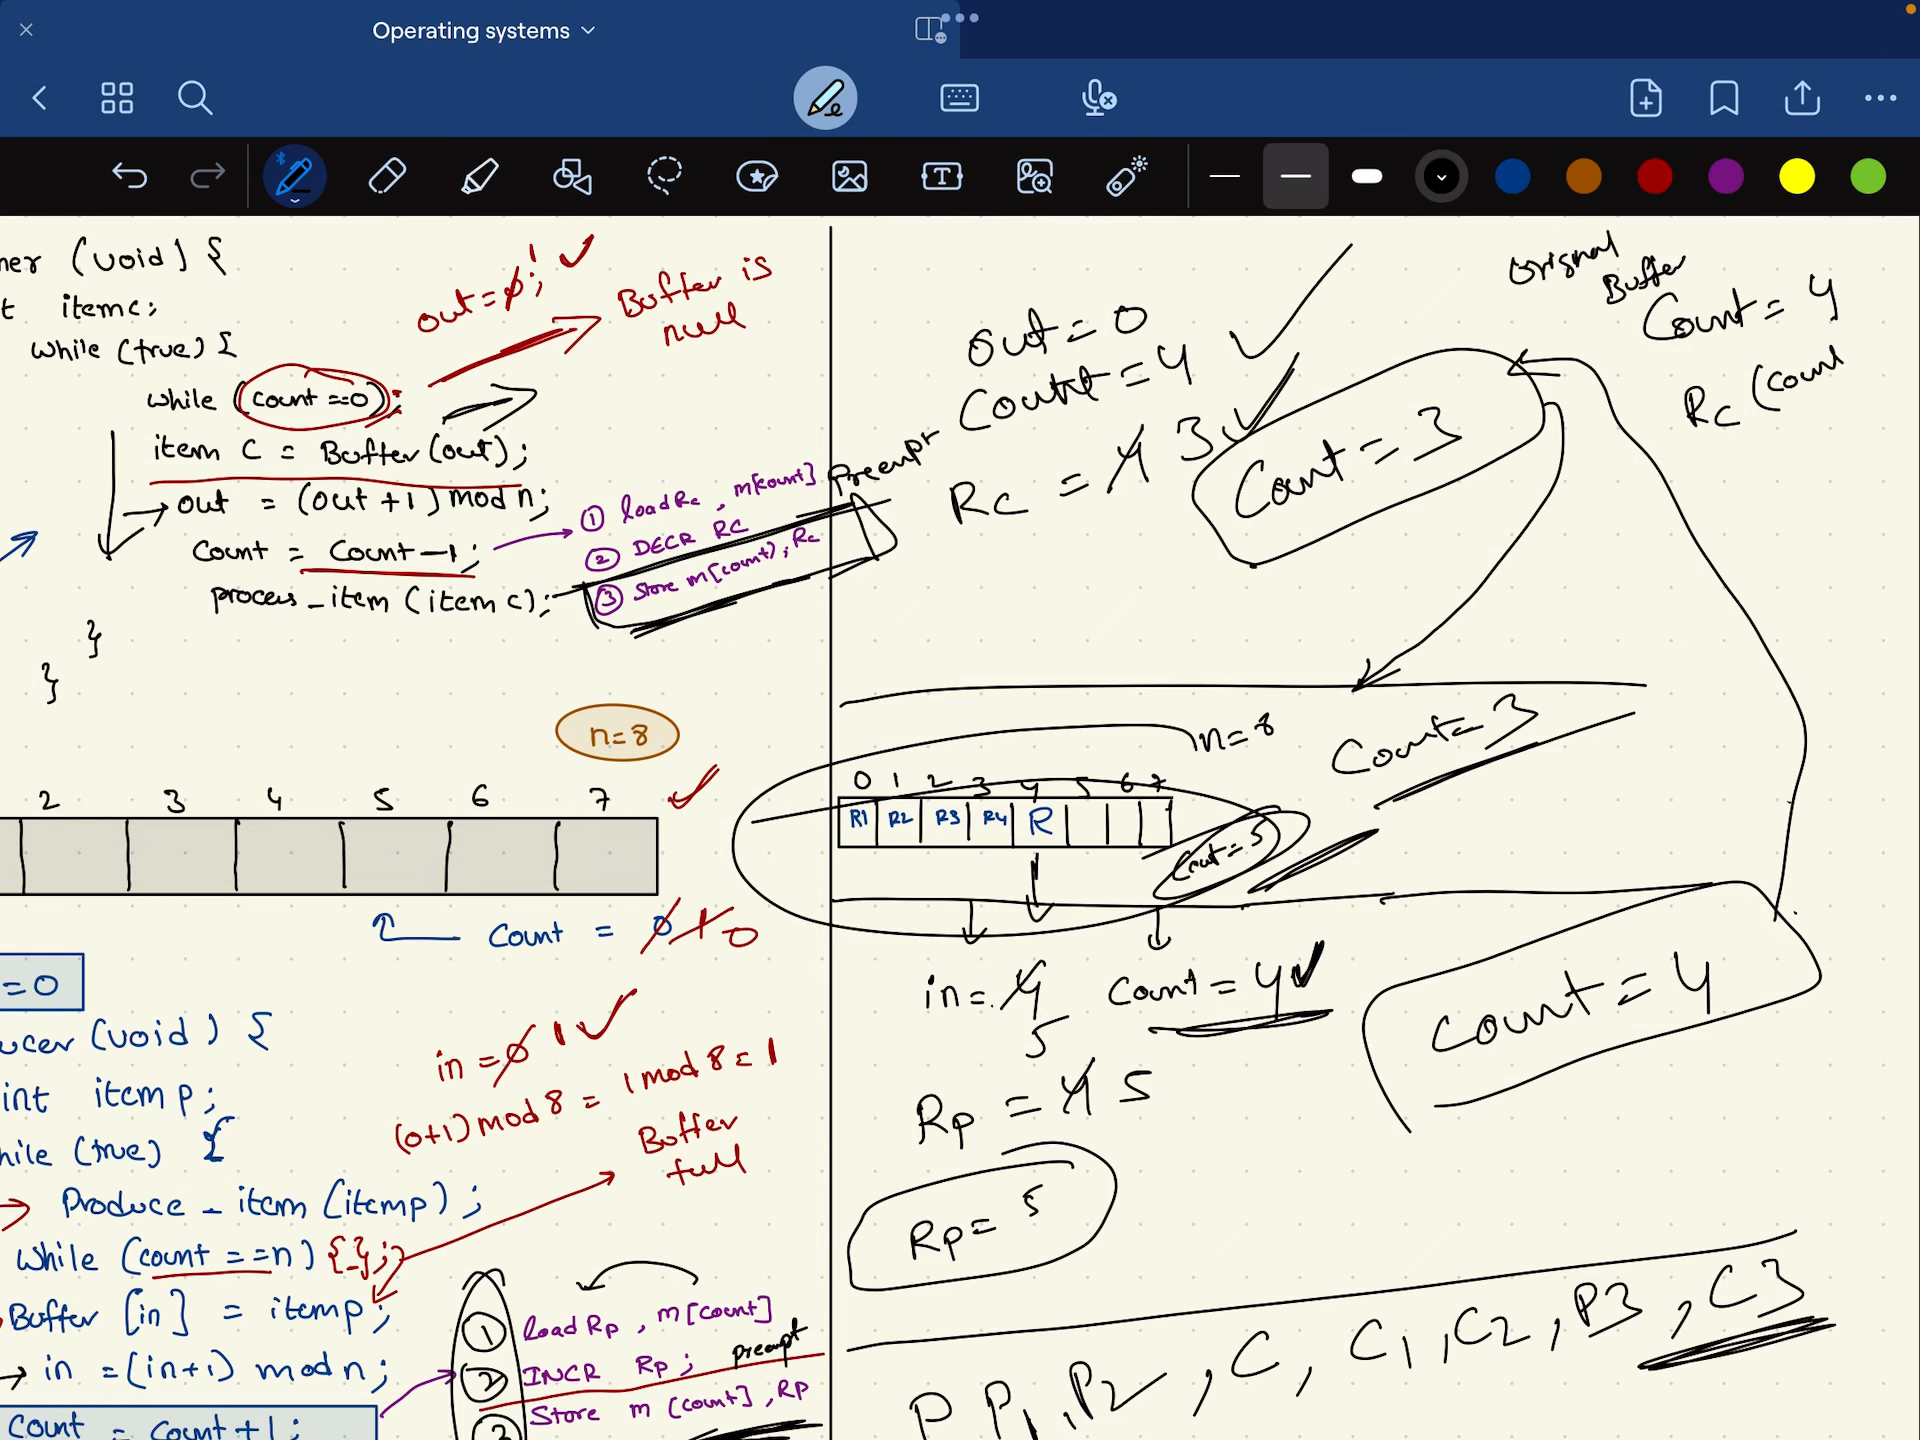 Operating systems
ner (void) {
t itemc;
while (true) {
while (count ==0);
item C = Buffer(out);
out = (out +1) mod n;
Count = Count -1;
process_item (item c);
}
}
out = 0; 1
Buffer is
null
① load Rc, m[count]
② DECR RC
③ Store m[count), Rc
Preempt
out = 0
Count = 4
Rc = 4 3
Count = 3
Original
Buffer
Count = 4
Rc (coun
n=8
2 3 4 5 6 7
Count = 0 1 0
n=8
Count= 3
0 1 2 3 4 5 6 7
R1 R2 R3 R4 R
Count = 5
in = 4
5
Count = 4
Count = 4
Rp = 4 5
Rp = 5
=0
ucer (void) {
int itemp;
hile (true) {
Produce_item (itemp);
While (count ==n) {_};
Buffer [in] = itemp;
in = (in+1) mod n;
Count = Count +1;
in = 0 1
(0+1) mod 8 = 1 mod 8 = 1
Buffer
full
① load Rp, m[count]
② INCR Rp;
preempt
Store m [count], Rp
3
P P1, P2, C, C1, C2, P3, C3